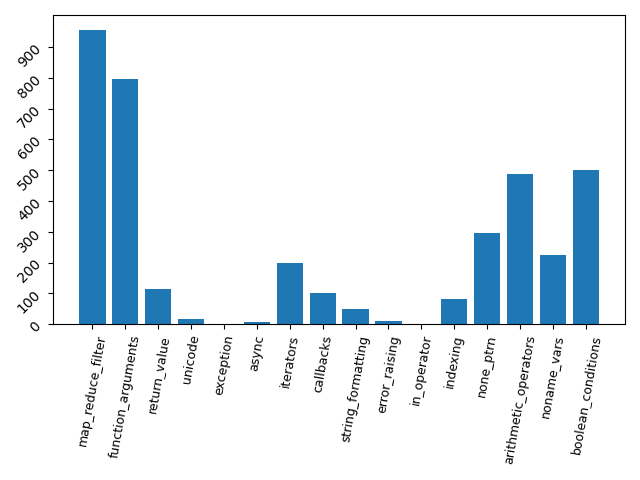 900
800
700
600
500
400
300
200
100
0
map_reduce_filter
function_arguments
return_value
unicode
exception
async
iterators
callbacks
string_formatting
error_raising
in_operator
indexing
none_ptrn
arithmetic_operators
noname_vars
boolean_conditions